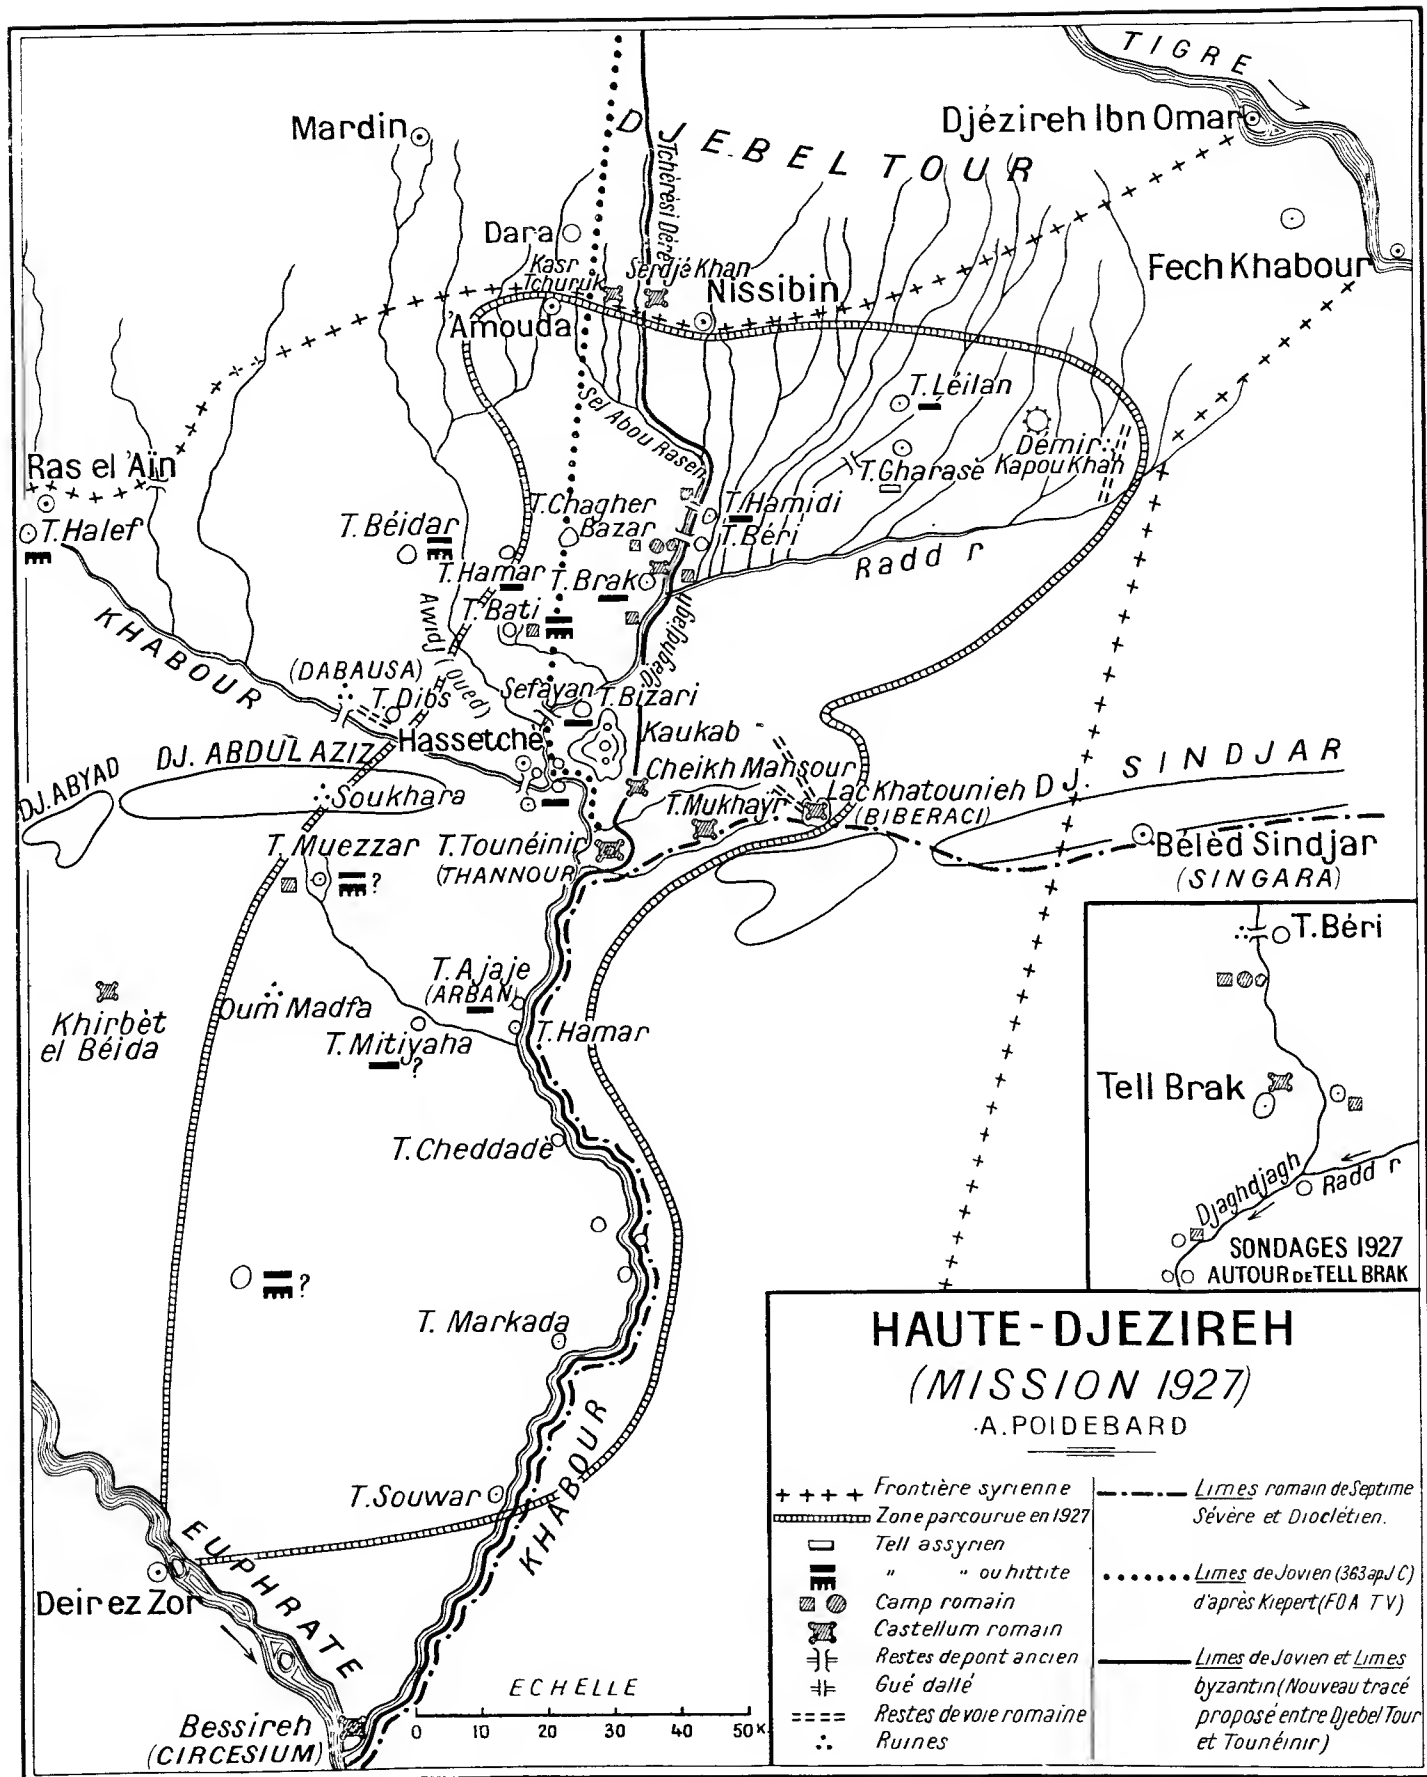 TIGRE
Mardin
DJEBEL TOUR
Djézireh Ibn Omar
Tchèrèsi Déré
Dara
Kasr
Tchuruk
Serdjé Khan
Nissibin
Fech Khabour
'Amouda
T. Léilan
Sel Abou Rasen
Démir
Kapou Khan
Ras el 'Aïn
T. Gharasè
T. Halef
T. Béidar
T. Chagher
Bazar
T. Hamidi
T. Béri
T. Hamar
T. Brak
Radd r
T. Bati
Awidj (Oued)
Djaghdjagh
KHABOUR
(DABAUSA)
T. Dibs
Sefayan
T. Bizari
Hassetché
Kaukab
DJ. ABYAD
DJ. ABDUL AZIZ
Cheikh Mansour
DJ. SINDJAR
Soukhara
T. Mukhayr
Lac Khatounieh
(BIBERACI)
T. Muezzar
T. Tounéinir
(THANNOUR)
Béled Sindjar
(SINGARA)
?
T. Ajaje
(ARBAN)
Khirbèt
el Béida
Oum Madfa
T. Mitiyaha
?
T. Hamar
T. Cheddadè
?
T. Markada
T. Souwar
KHABOUR
EUPHRATE
Deir ez Zor
Bessireh
(CIRCESIUM)
ECHELLE
0 10 20 30 40 50K
T. Béri
Tell Brak
Djaghdjagh
Radd r
SONDAGES 1927
AUTOUR DE TELL BRAK
HAUTE-DJEZIREH
(MISSION 1927)
A. POIDEBARD
Frontière syrienne
Zone parcourue en 1927
Tell assyrien
" " ou hittite
Camp romain
Castellum romain
Restes de pont ancien
Gué dallé
Restes de voie romaine
Ruines
Limes romain de Septime
Sévère et Dioclétien.
Limes de Jovien (363 ap J C)
d'après Kiepert (FOA T V)
Limes de Jovien et Limes
byzantin (Nouveau tracé
proposé entre Djebel Tour
et Tounéinir)